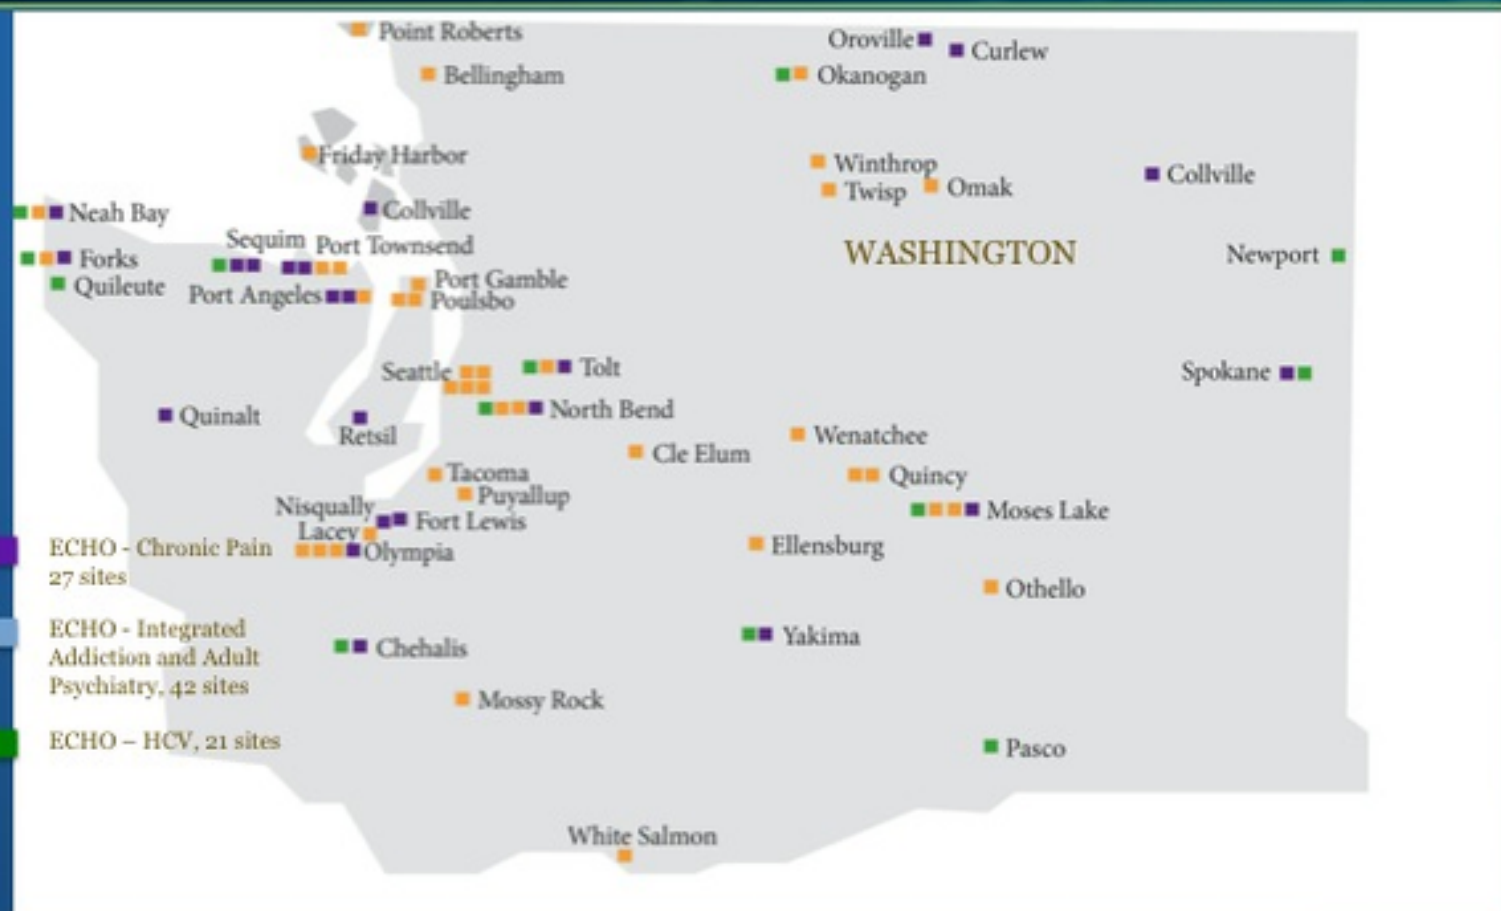 Point Roberts
Oroville
Curlew
Bellingham
Okanogan
Friday Harbor
Winthrop
Collville
Twisp
Omak
Neah Bay
Collville
Sequim
Port Townsend
WASHINGTON
Newport
Forks
Quileute
Port Angeles
Port Gamble
Poulsbo
Seattle
Tolt
Spokane
Quinalt
Retsil
North Bend
Wenatchee
Cle Elum
Tacoma
Quincy
Puyallup
Nisqually
Fort Lewis
Moses Lake
Lacey
Olympia
Ellensburg
ECHO - Chronic Pain
27 sites
Othello
ECHO - Integrated
Addiction and Adult
Psychiatry, 42 sites
Chehalis
Yakima
Mossy Rock
ECHO – HCV, 21 sites
Pasco
White Salmon